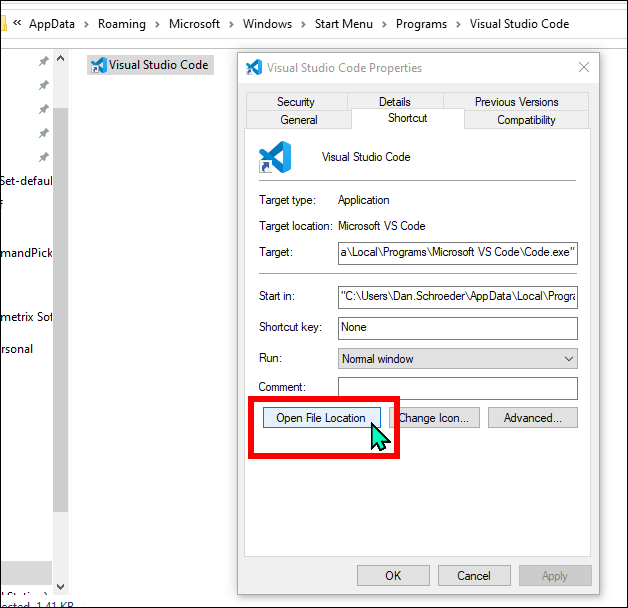 « AppData > Roaming > Microsoft > Windows > Start Menu > Programs > Visual Studio Code
Visual Studio Code
Set-defaul
mandPick
metrix Sof
rsonal
Visual Studio Code Properties
Security Details Previous Versions
General Shortcut Compatibility
Visual Studio Code
Target type: Application
Target location: Microsoft VS Code
Target: a\Local\Programs\Microsoft VS Code\Code.exe"
Start in: "C:\Users\Dan.Schroeder\AppData\Local\Progra
Shortcut key: None
Run: Normal window
Comment:
Open File Location Change Icon... Advanced...
OK Cancel Apply
1.41 KB